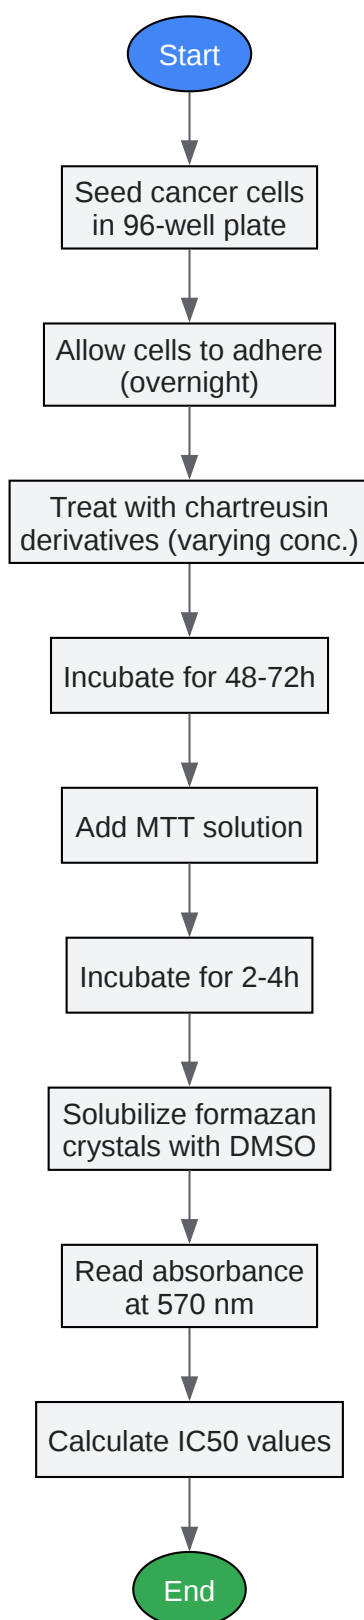 Start
Seed cancer cells
in 96-well plate
Allow cells to adhere
(overnight)
Treat with chartreusin
derivatives (varying conc.)
Incubate for 48-72h
Add MTT solution
Incubate for 2-4h
Solubilize formazan
crystals with DMSO
Read absorbance
at 570 nm
Calculate IC50 values
End